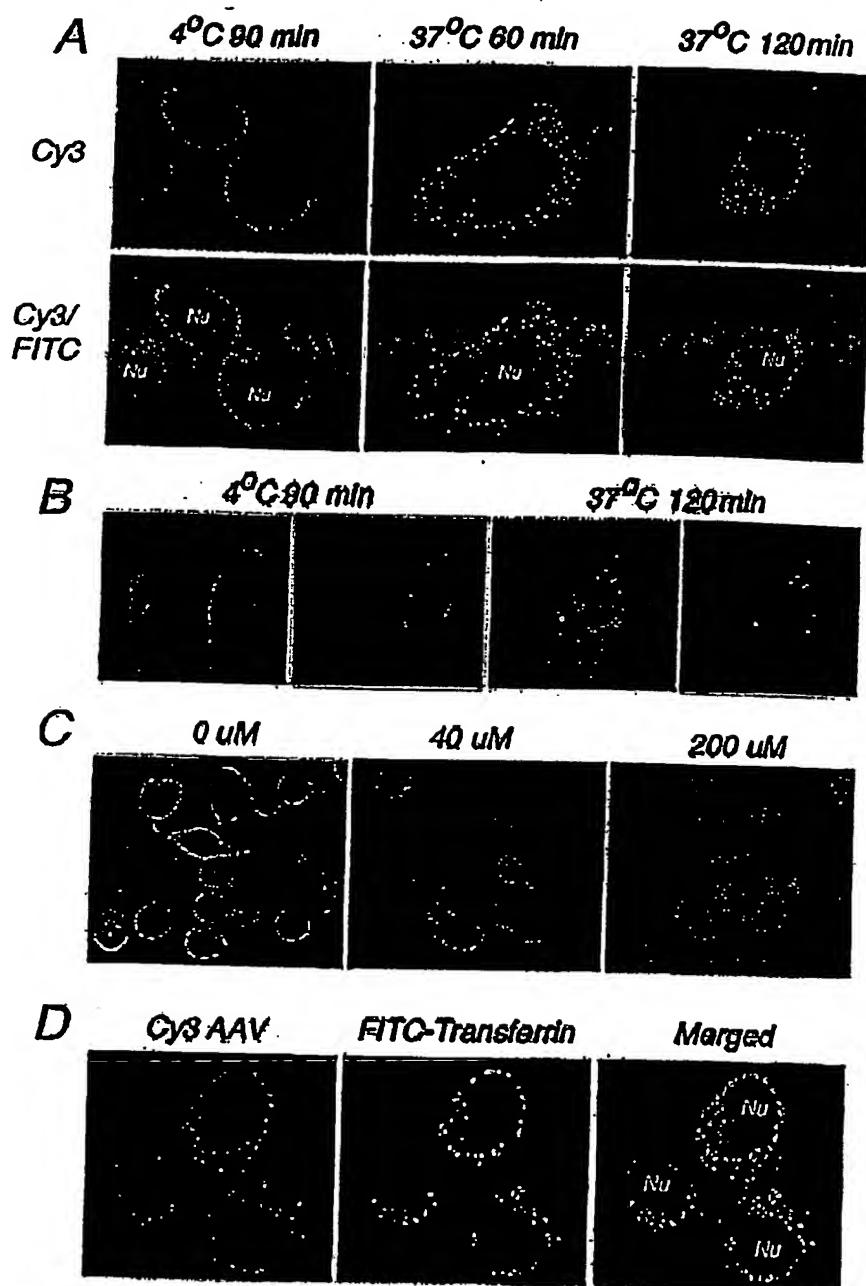 A
4°C 90 min
37°C 60 min
37°C 120min
Cy3
Cy3/
FITC
Nu
Nu
Nu
Nu
Nu
B
4°C 90 min
37°C 120min
C
0 uM
40 uM
200 uM
D
Cy3 AAV
FITC-Transferrin
Merged
Nu
Nu
Nu